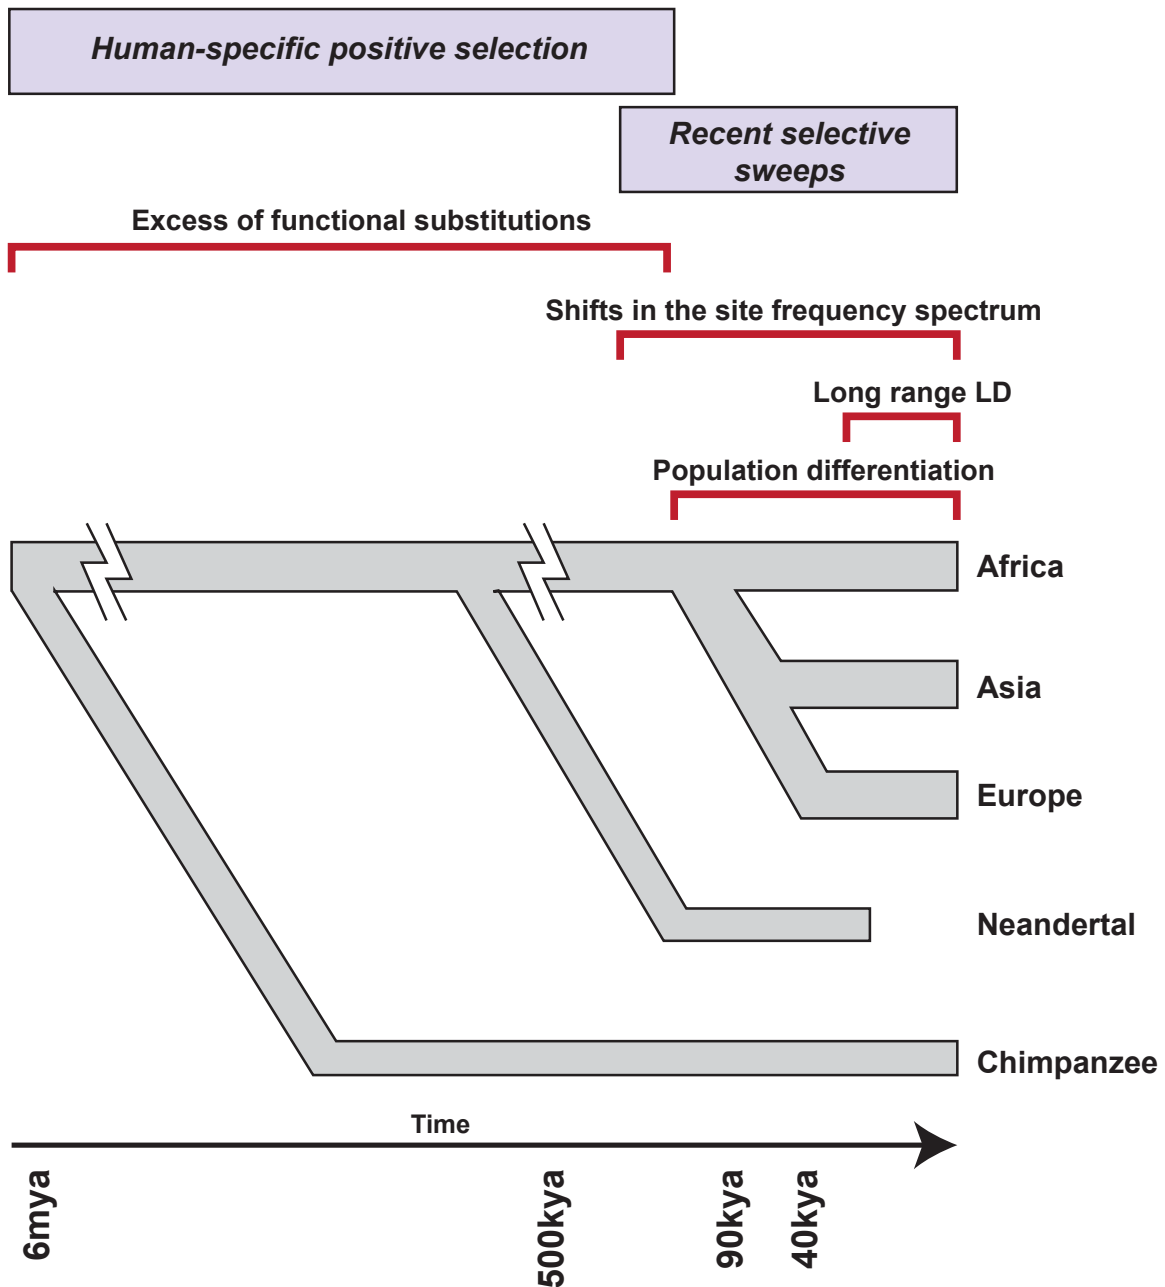 Human-specific positive selection
Recent selective
sweeps
Excess of functional substitutions
Shifts in the site frequency spectrum
Long range LD
Population differentiation
Africa
Asia
Europe
Neandertal
Chimpanzee
Time
6mya
500kya
90kya
40kya